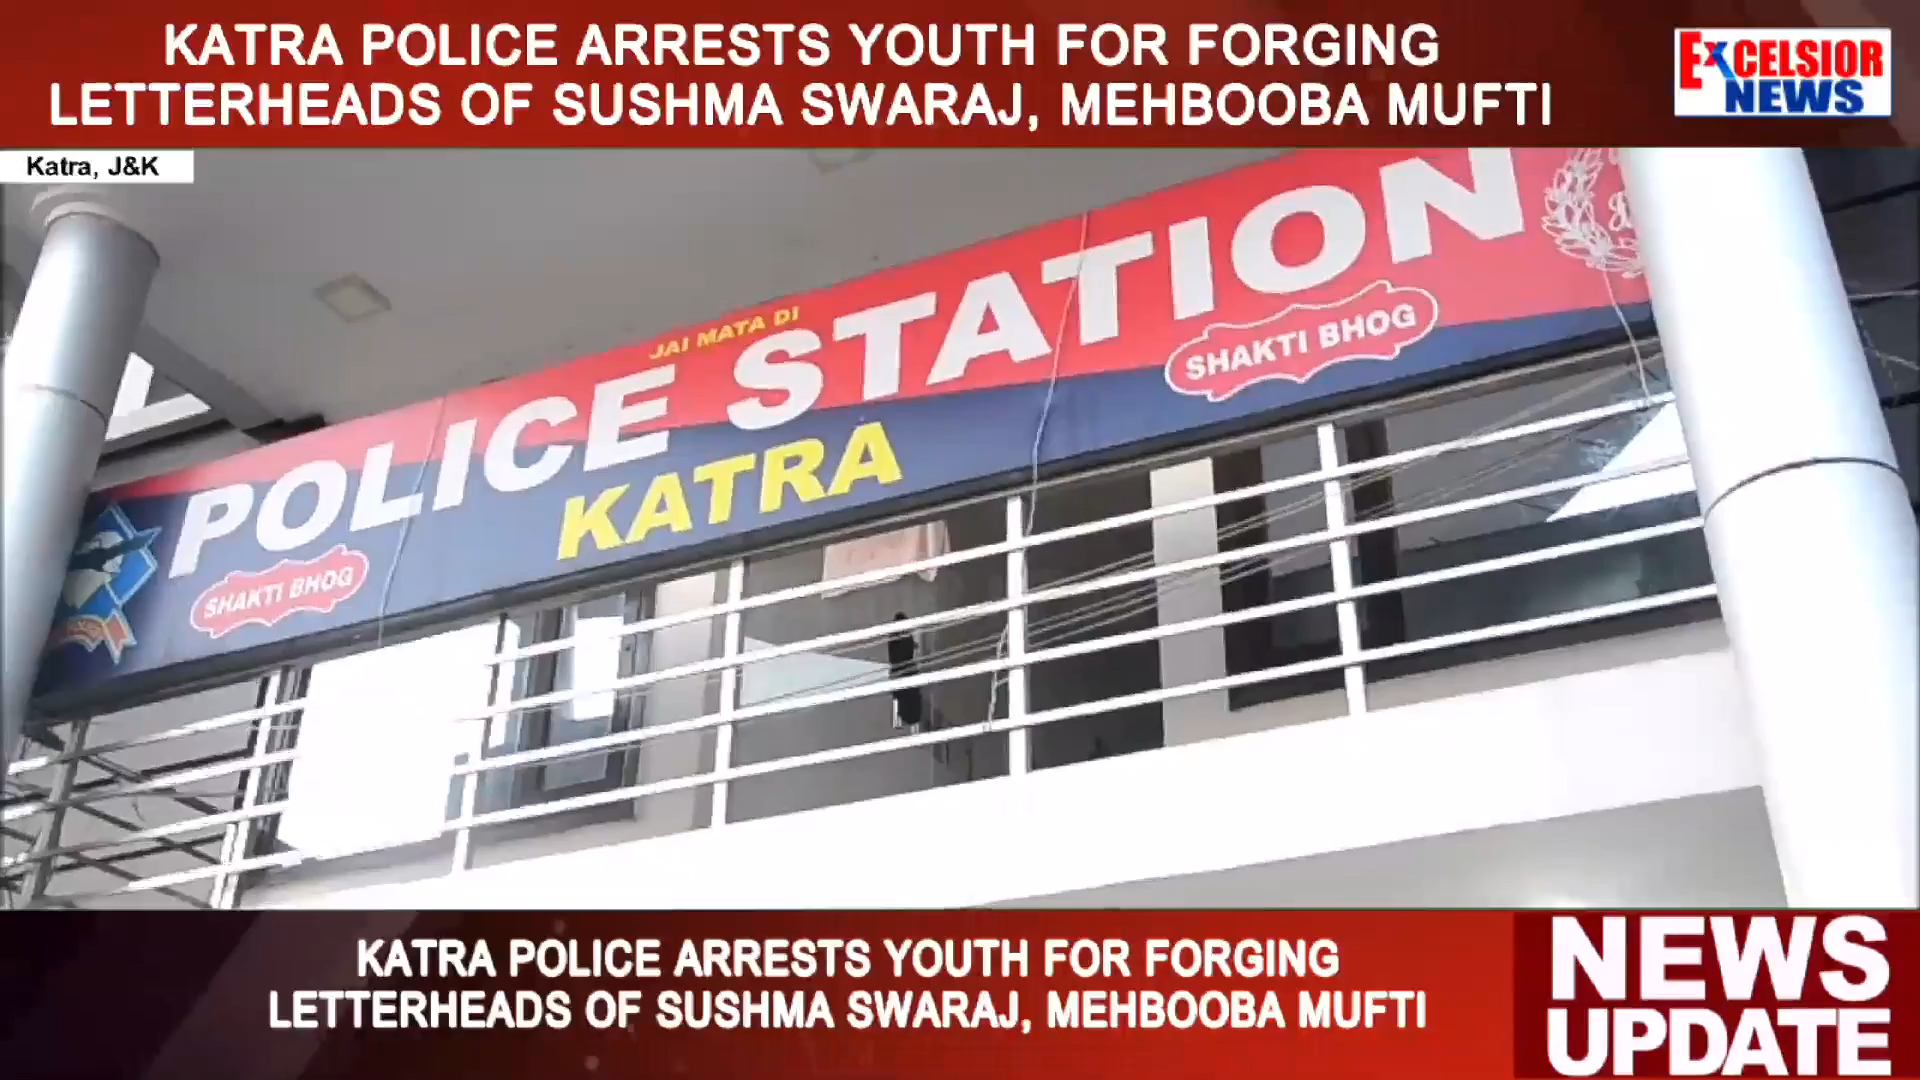 KATRA POLICE ARRESTS YOUTH FOR FORGING
LETTERHEADS OF SUSHMA SWARAJ, MEHBOOBA MUFTI
EXCELSIOR
NEWS
Katra, J&K
JAI MATA DI
POLICE STATION
KATRA
SHAKTI BHOG
SHAKTI BHOG
KATRA POLICE ARRESTS YOUTH FOR FORGING
LETTERHEADS OF SUSHMA SWARAJ, MEHBOOBA MUFTI
NEWS
UPDATE